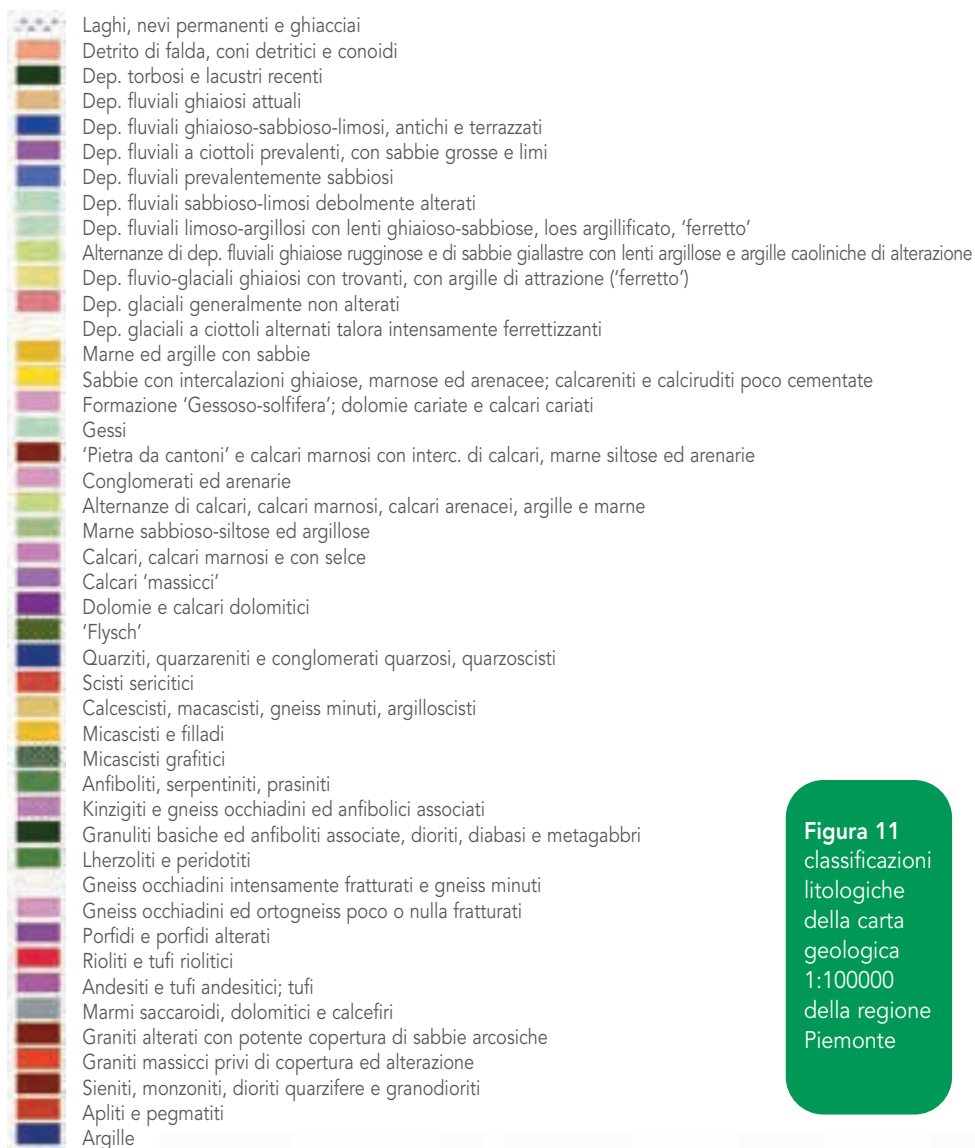 Laghi, nevi permanenti e ghiacciai
Detrito di falda, coni detritici e conoidi
Dep. torbosi e lacustri recenti
Dep. fluviali ghiaiosi attuali
Dep. fluviali ghiaioso-sabbioso-limosi, antichi e terrazzati
Dep. fluviali a ciottoli prevalenti, con sabbie grosse e limi
Dep. fluviali prevalentemente sabbiosi
Dep. fluviali sabbioso-limosi debolmente alterati
Dep. fluviali limoso-argillosi con lenti ghiaioso-sabbiose, loes argillificato, ‘ferretto’
Alternanze di dep. fluviali ghiaiose rugginose e di sabbie giallastre con lenti argillose e argille caoliniche di alterazione
Dep. fluvio-glaciali ghiaiosi con trovanti, con argille di attrazione (‘ferretto’)
Dep. glaciali generalmente non alterati
Dep. glaciali a ciottoli alternati talora intensamente ferrettizzanti
Marne ed argille con sabbie
Sabbie con intercalazioni ghiaiose, marnose ed arenacee; calcareniti e calciruditi poco cementate
Formazione ‘Gessoso-solfifera’; dolomie cariate e calcari cariati
Gessi
‘Pietra da cantoni’ e calcari marnosi con interc. di calcari, marne siltose ed arenarie
Conglomerati ed arenarie
Alternanze di calcari, calcari marnosi, calcari arenacei, argille e marne
Marne sabbioso-siltose ed argillose
Calcari, calcari marnosi e con selce
Calcari ‘massicci’
Dolomie e calcari dolomitici
‘Flysch’
Quarziti, quarzareniti e conglomerati quarzosi, quarzoscisti
Scisti sericitici
Calcescisti, macascisti, gneiss minuti, argilloscisti
Micascisti e filladi
Micascisti grafitici
Anfiboliti, serpentiniti, prasiniti
Kinzigiti e gneiss occhiadini ed anfibolici associati
Granuliti basiche ed anfiboliti associate, dioriti, diabasi e metagabbri
Lherzoliti e peridotiti
Gneiss occhiadini intensamente fratturati e gneiss minuti
Gneiss occhiadini ed ortogneiss poco o nulla fratturati
Porfidi e porfidi alterati
Rioliti e tufi riolitici
Andesiti e tufi andesitici; tufi
Marmi saccaroidi, dolomitici e calcefiri
Graniti alterati con potente copertura di sabbie arcosiche
Graniti massicci privi di copertura ed alterazione
Sieniti, monzoniti, dioriti quarzifere e granodioriti
Apliti e pegmatiti
Argille
Figura 11
classificazioni
litologiche
della carta
geologica
1:100000
della regione
Piemonte